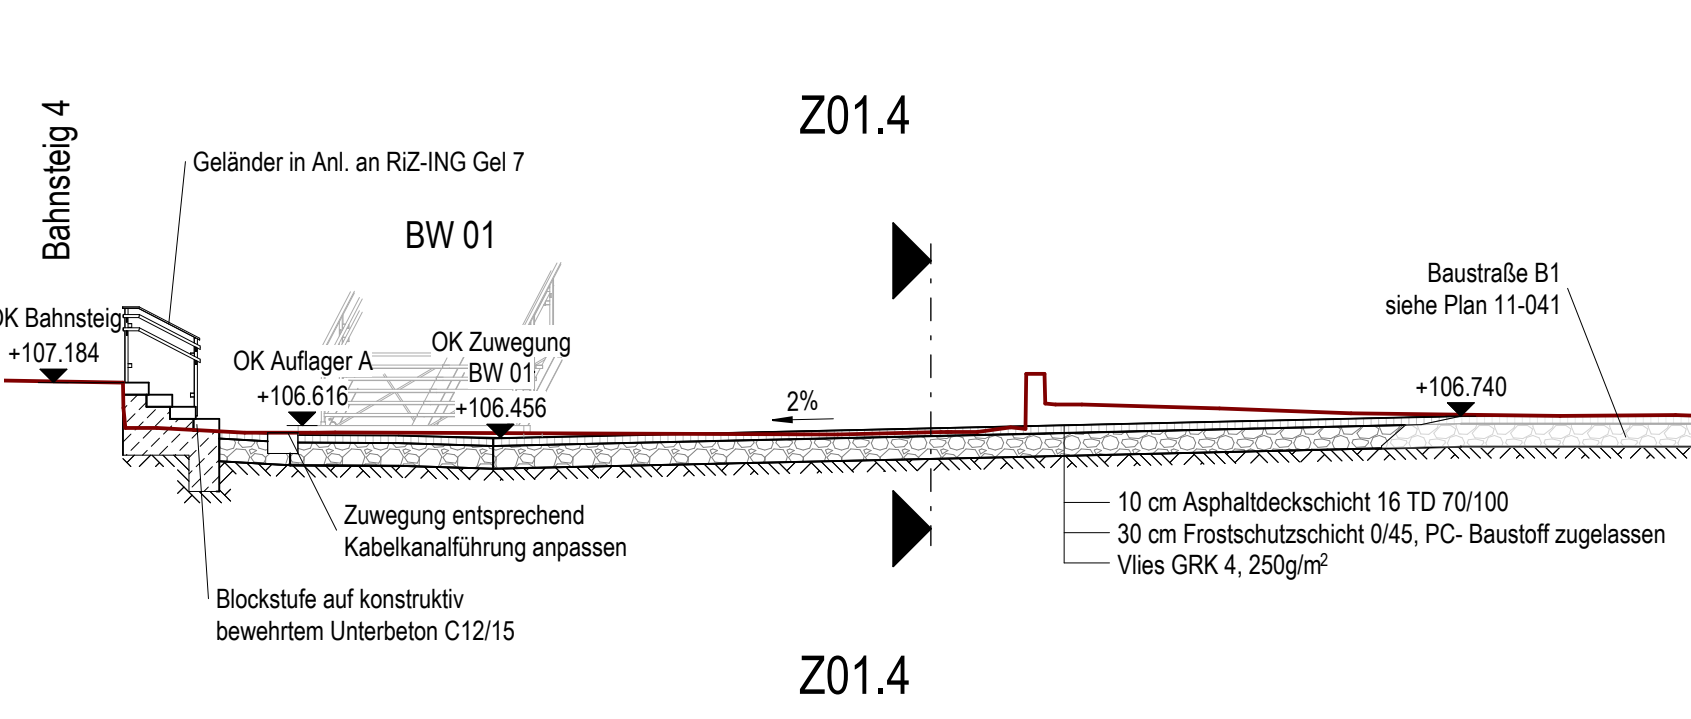 Z01.4
Bahnsteig 4
Geländer in Anl. an RiZ-ING Gel 7
BW 01
Baustraße B1
siehe Plan 11-041
OK Bahnsteig
+107.184
OK Auflager A
+106.616
OK Zuwegung
BW 01
+106.456
2%
+106.740
10 cm Asphaltdeckschicht 16 TD 70/100
30 cm Frostschutzschicht 0/45, PC- Baustoff zugelassen
Vlies GRK 4, 250g/m²
Zuwegung entsprechend
Kabelkanalführung anpassen
Blockstufe auf konstruktiv
bewehrtem Unterbeton C12/15
Z01.4